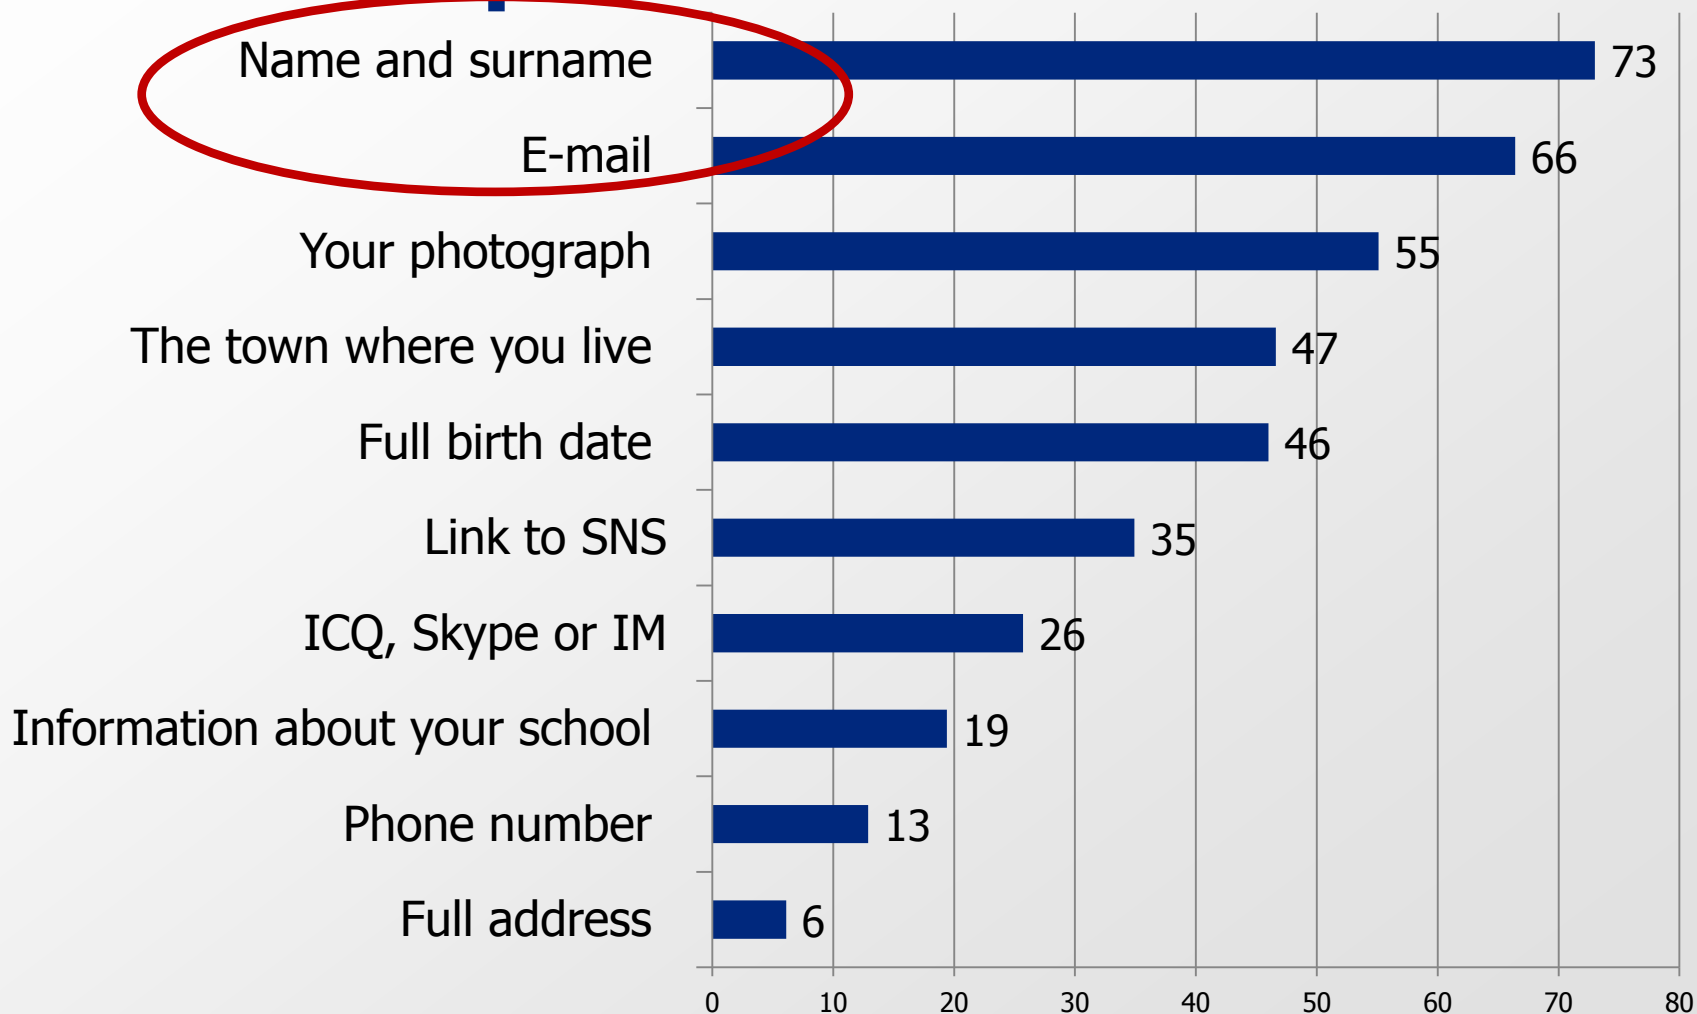 Name and surname 73
E-mail 66
Your photograph 55
The town where you live 47
Full birth date 46
Link to SNS 35
ICQ, Skype or IM 26
Information about your school 19
Phone number 13
Full address 6
0 10 20 30 40 50 60 70 80